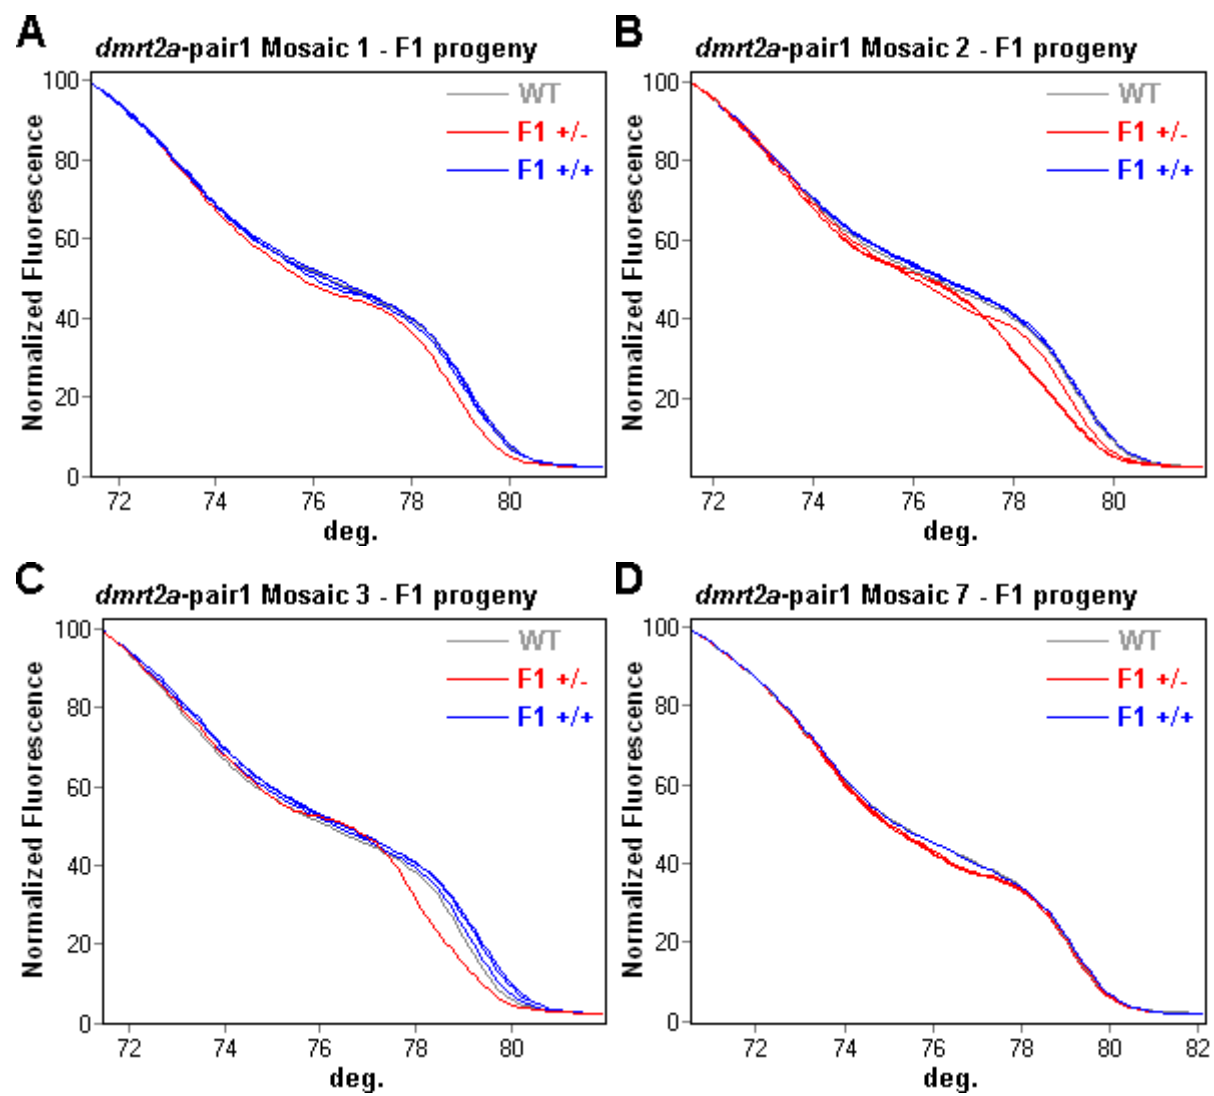 A
dmrt2a-pair1 Mosaic 1 - F1 progeny
Normalized Fluorescence
100
80
60
40
20
0
WT
F1 +/-
F1 +/+
72 74 76 78 80
deg.
B
dmrt2a-pair1 Mosaic 2 - F1 progeny
Normalized Fluorescence
100
80
60
40
20
WT
F1 +/-
F1 +/+
72 74 76 78 80
deg.
C
dmrt2a-pair1 Mosaic 3 - F1 progeny
Normalized Fluorescence
100
80
60
40
20
0
WT
F1 +/-
F1 +/+
72 74 76 78 80
deg.
D
dmrt2a-pair1 Mosaic 7 - F1 progeny
Normalized Fluorescence
100
80
60
40
20
0
WT
F1 +/-
F1 +/+
72 74 76 78 80 82
deg.